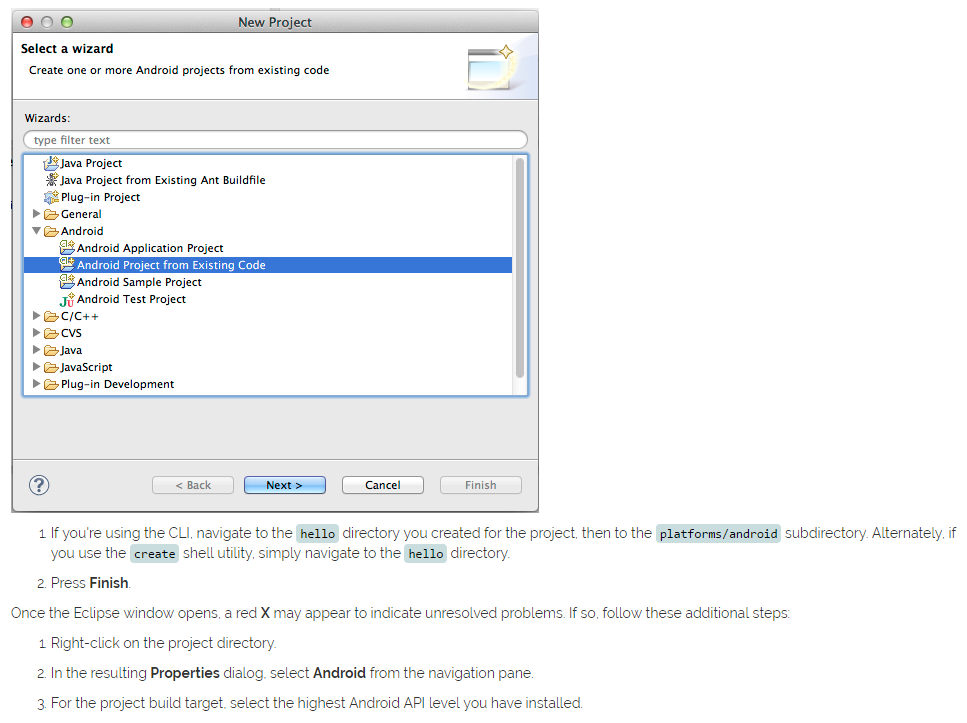 New Project
Select a wizard
Create one or more Android projects from existing code
Wizards:
type filter text
Java Project
Java Project from Existing Ant Buildfile
Plug-in Project
General
Android
Android Application Project
Android Project from Existing Code
Android Sample Project
Android Test Project
C/C++
CVS
Java
JavaScript
Plug-in Development
? < Back Next > Cancel Finish
1. If you're using the CLI, navigate to the hello directory you created for the project, then to the platforms/android subdirectory. Alternately, if
you use the create shell utility, simply navigate to the hello directory.
2. Press Finish.
Once the Eclipse window opens, a red X may appear to indicate unresolved problems. If so, follow these additional steps:
1. Right-click on the project directory.
2. In the resulting Properties dialog, select Android from the navigation pane.
3. For the project build target, select the highest Android API level you have installed.